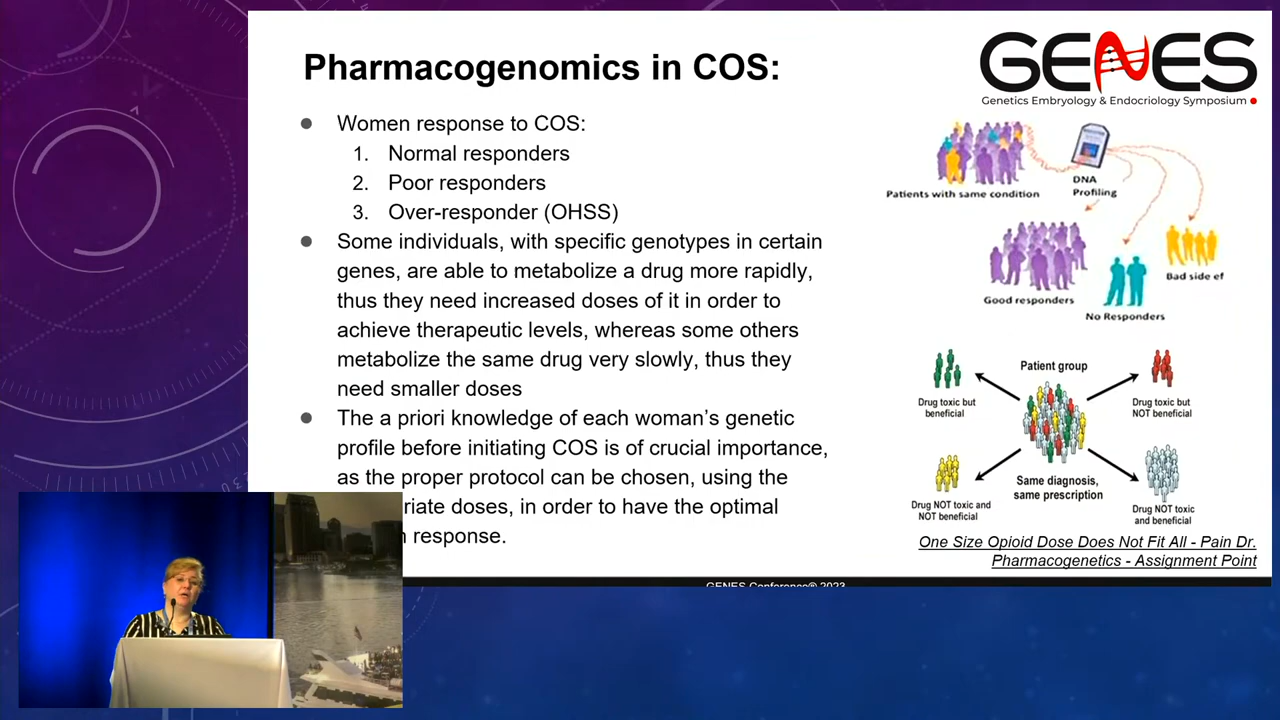 Pharmacogenomics in COS:
GENES
Genetics Embryology & Endocriology Symposium
Women response to COS:
1. Normal responders
2. Poor responders
3. Over-responder (OHSS)
Some individuals, with specific genotypes in certain
genes, are able to metabolize a drug more rapidly,
thus they need increased doses of it in order to
achieve therapeutic levels, whereas some others
metabolize the same drug very slowly, thus they
need smaller doses
The a priori knowledge of each woman's genetic
profile before initiating COS is of crucial importance,
as the proper protocol can be chosen, using the
riate doses, in order to have the optimal
response.
Patients with same condition
DNA
Profiling
Good responders
No Responders
Bad side ef
Patient group
Drug toxic but
beneficial
Drug toxic but
NOT beneficial
Same diagnosis,
same prescription
Drug NOT toxic and
NOT beneficial
Drug NOT toxic
and beneficial
One Size Opioid Dose Does Not Fit All - Pain Dr.
Pharmacogenetics - Assignment Point
GENES Conference® 2023